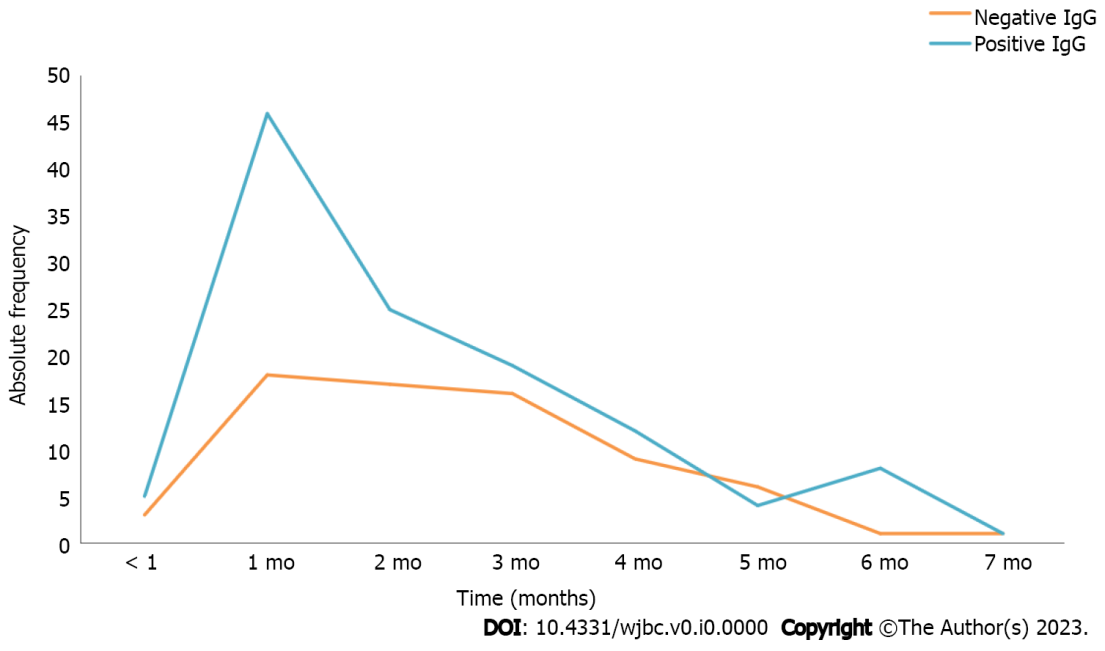 Negative IgG
Positive IgG
50
45
40
35
30
25
20
15
10
5
0
Absolute frequency
< 1 1 mo 2 mo 3 mo 4 mo 5 mo 6 mo 7 mo
Time (months)
DOI: 10.4331/wjbc.v0.i0.0000 Copyright ©The Author(s) 2023.